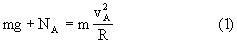 mg + N_A = m v_A^2 / R (1)